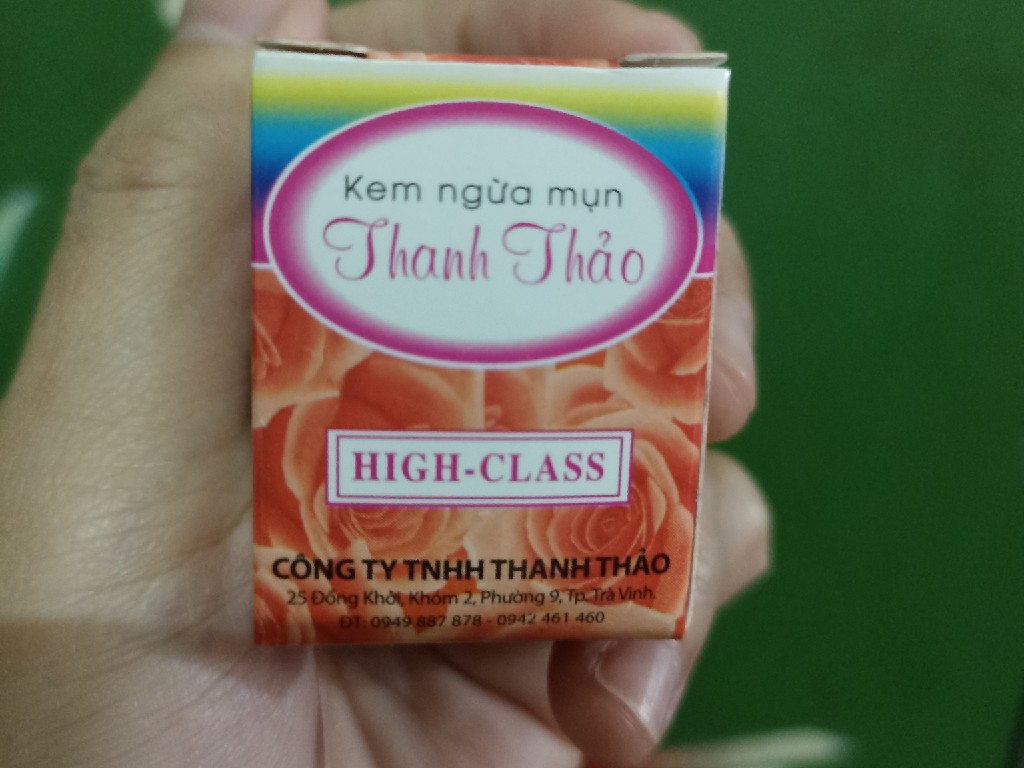 Kem ngừa mụn
Thanh Thảo
HIGH-CLASS
CÔNG TY TNHH THANH THẢO
25 Đồng Khởi, Khóm 2, Phường 9, Tp. Trà Vinh.
ĐT: 0949 887 878 - 0942 461 460